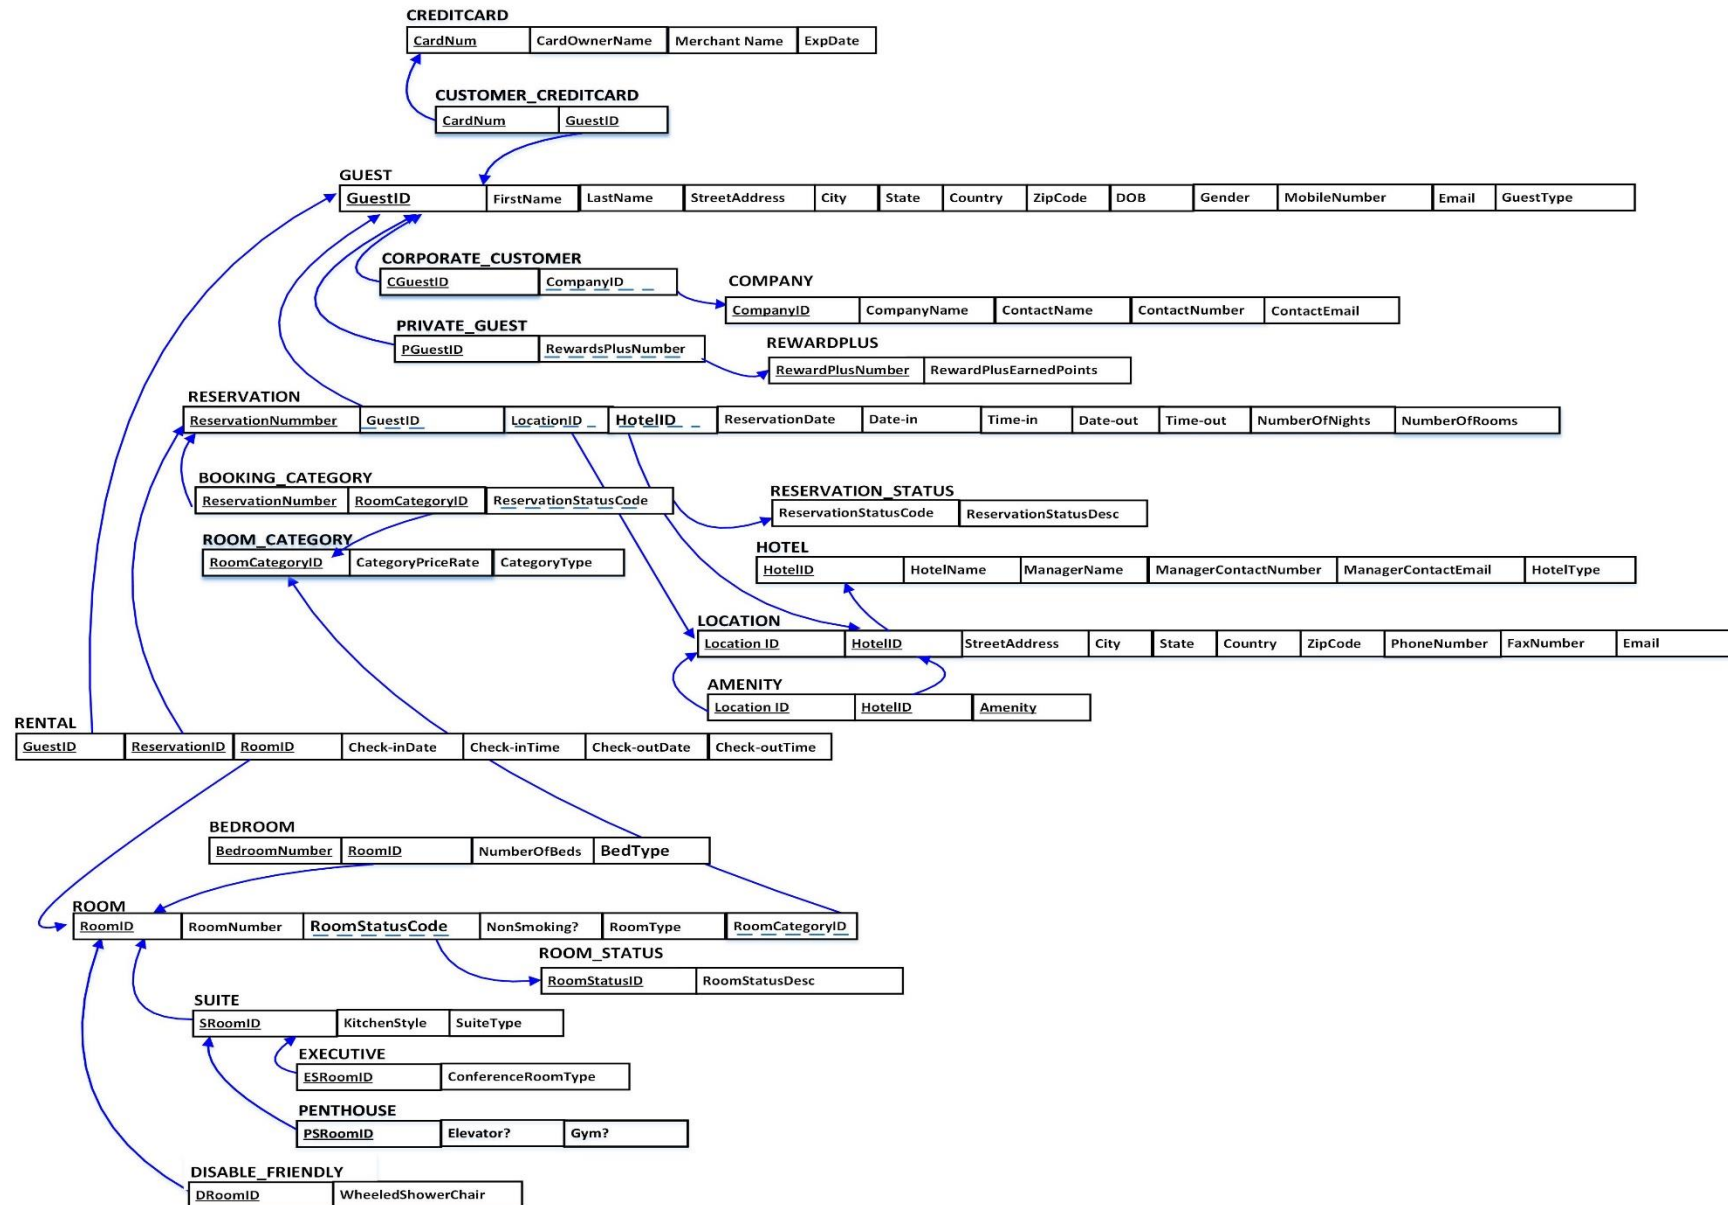 CREDITCARD
CardNum CardOwnerName Merchant Name ExpDate
CUSTOMER_CREDITCARD
CardNum GuestID
GUEST
GuestID FirstName LastName StreetAddress City State Country ZipCode DOB Gender MobileNumber Email GuestType
CORPORATE_CUSTOMER
CGuestID CompanyID
COMPANY
CompanyID CompanyName ContactName ContactNumber ContactEmail
PRIVATE_GUEST
PGuestID RewardsPlusNumber
REWARDPLUS
RewardPlusNumber RewardPlusEarnedPoints
RESERVATION
ReservationNummber GuestID LocationID HotelID ReservationDate Date-in Time-in Date-out Time-out NumberOfNights NumberOfRooms
BOOKING_CATEGORY
ReservationNumber RoomCategoryID ReservationStatusCode
RESERVATION_STATUS
ReservationStatusCode ReservationStatusDesc
ROOM_CATEGORY
RoomCategoryID CategoryPriceRate CategoryType
HOTEL
HotelID HotelName ManagerName ManagerContactNumber ManagerContactEmail HotelType
LOCATION
Location ID HotelID StreetAddress City State Country ZipCode PhoneNumber FaxNumber Email
AMENITY
Location ID HotelID Amenity
RENTAL
GuestID ReservationID RoomID Check-inDate Check-inTime Check-outDate Check-outTime
BEDROOM
BedroomNumber RoomID NumberOfBeds BedType
ROOM
RoomID RoomNumber RoomStatusCode NonSmoking? RoomType RoomCategoryID
ROOM_STATUS
RoomStatusID RoomStatusDesc
SUITE
SRoomID KitchenStyle SuiteType
EXECUTIVE
ESRoomID ConferenceRoomType
PENTHOUSE
PSRoomID Elevator? Gym?
DISABLE_FRIENDLY
DRoomID WheeledShowerChair